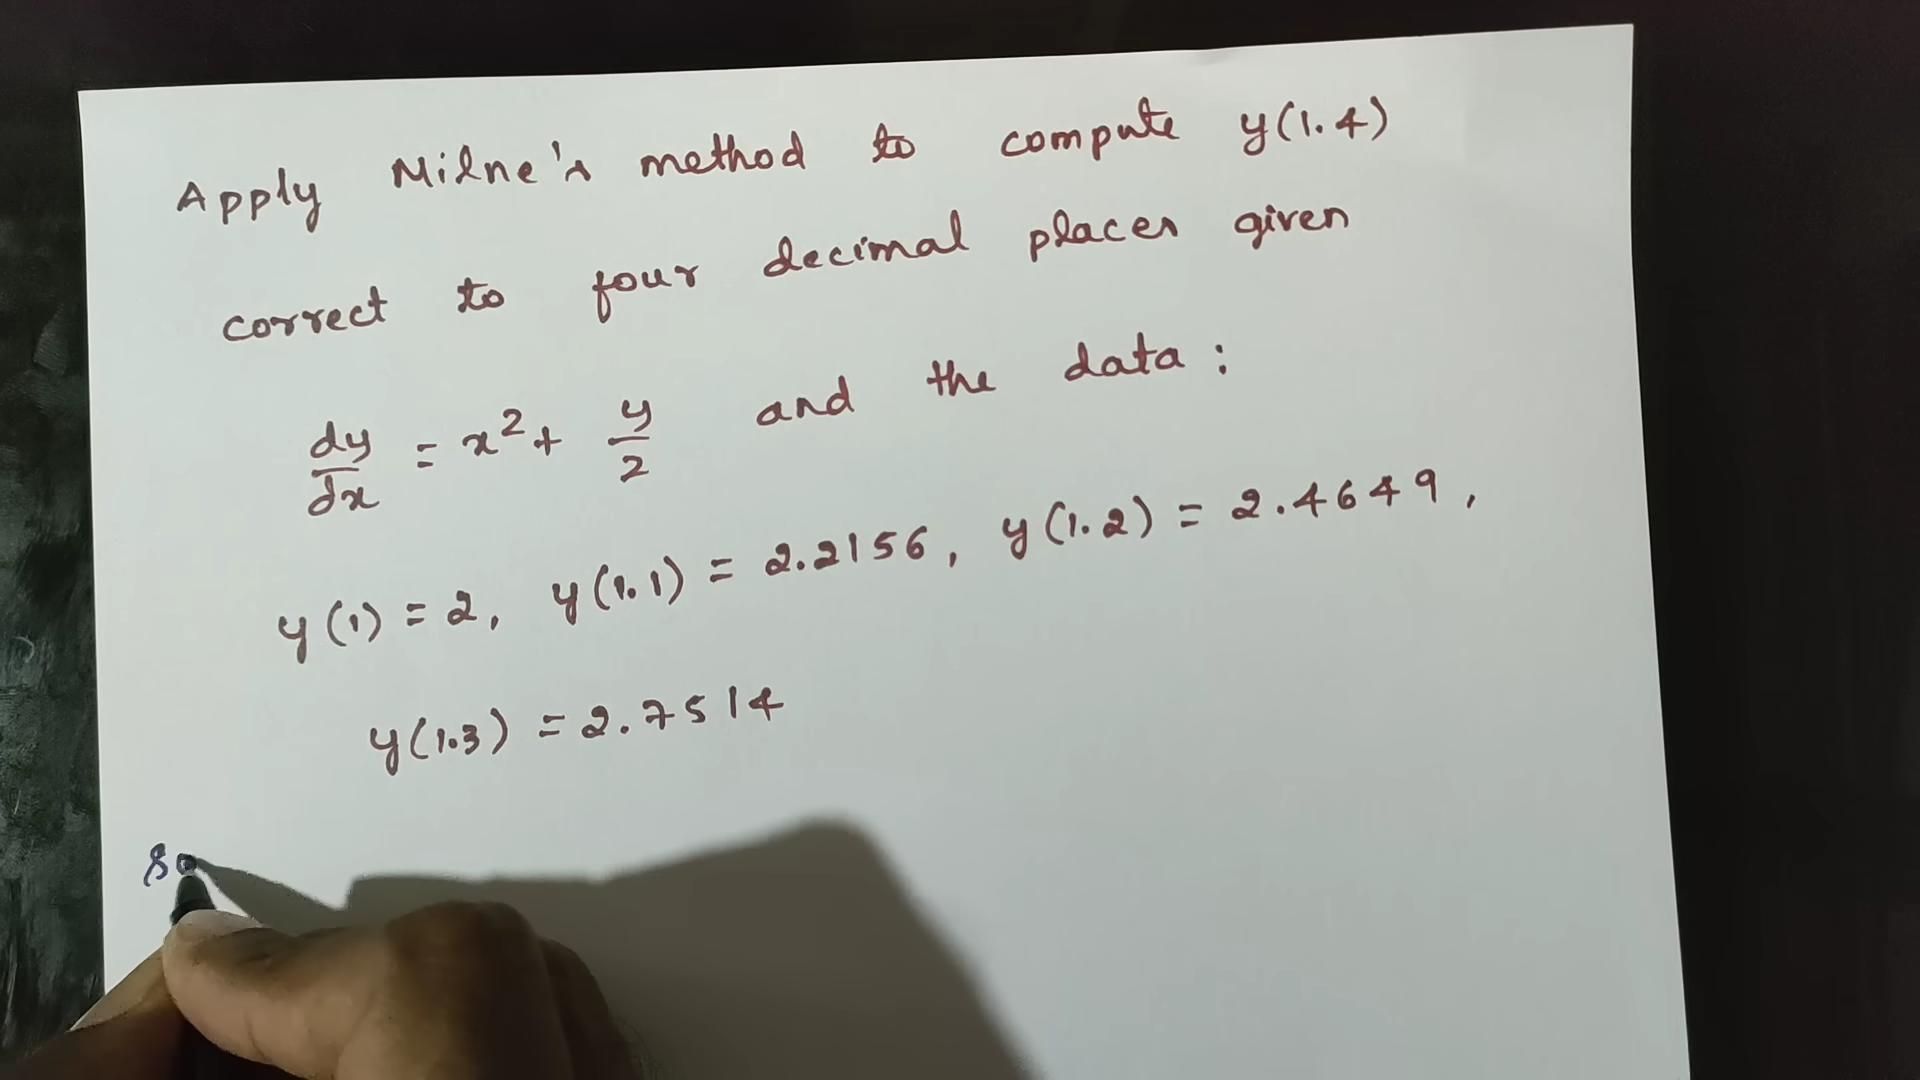 Apply Milne's method to compute y(1.4)
correct to four decimal places given
dy/dx = x² + y/2 and the data:
y(1) = 2, y(1.1) = 2.2156, y(1.2) = 2.4649,
y(1.3) = 2.7514
so